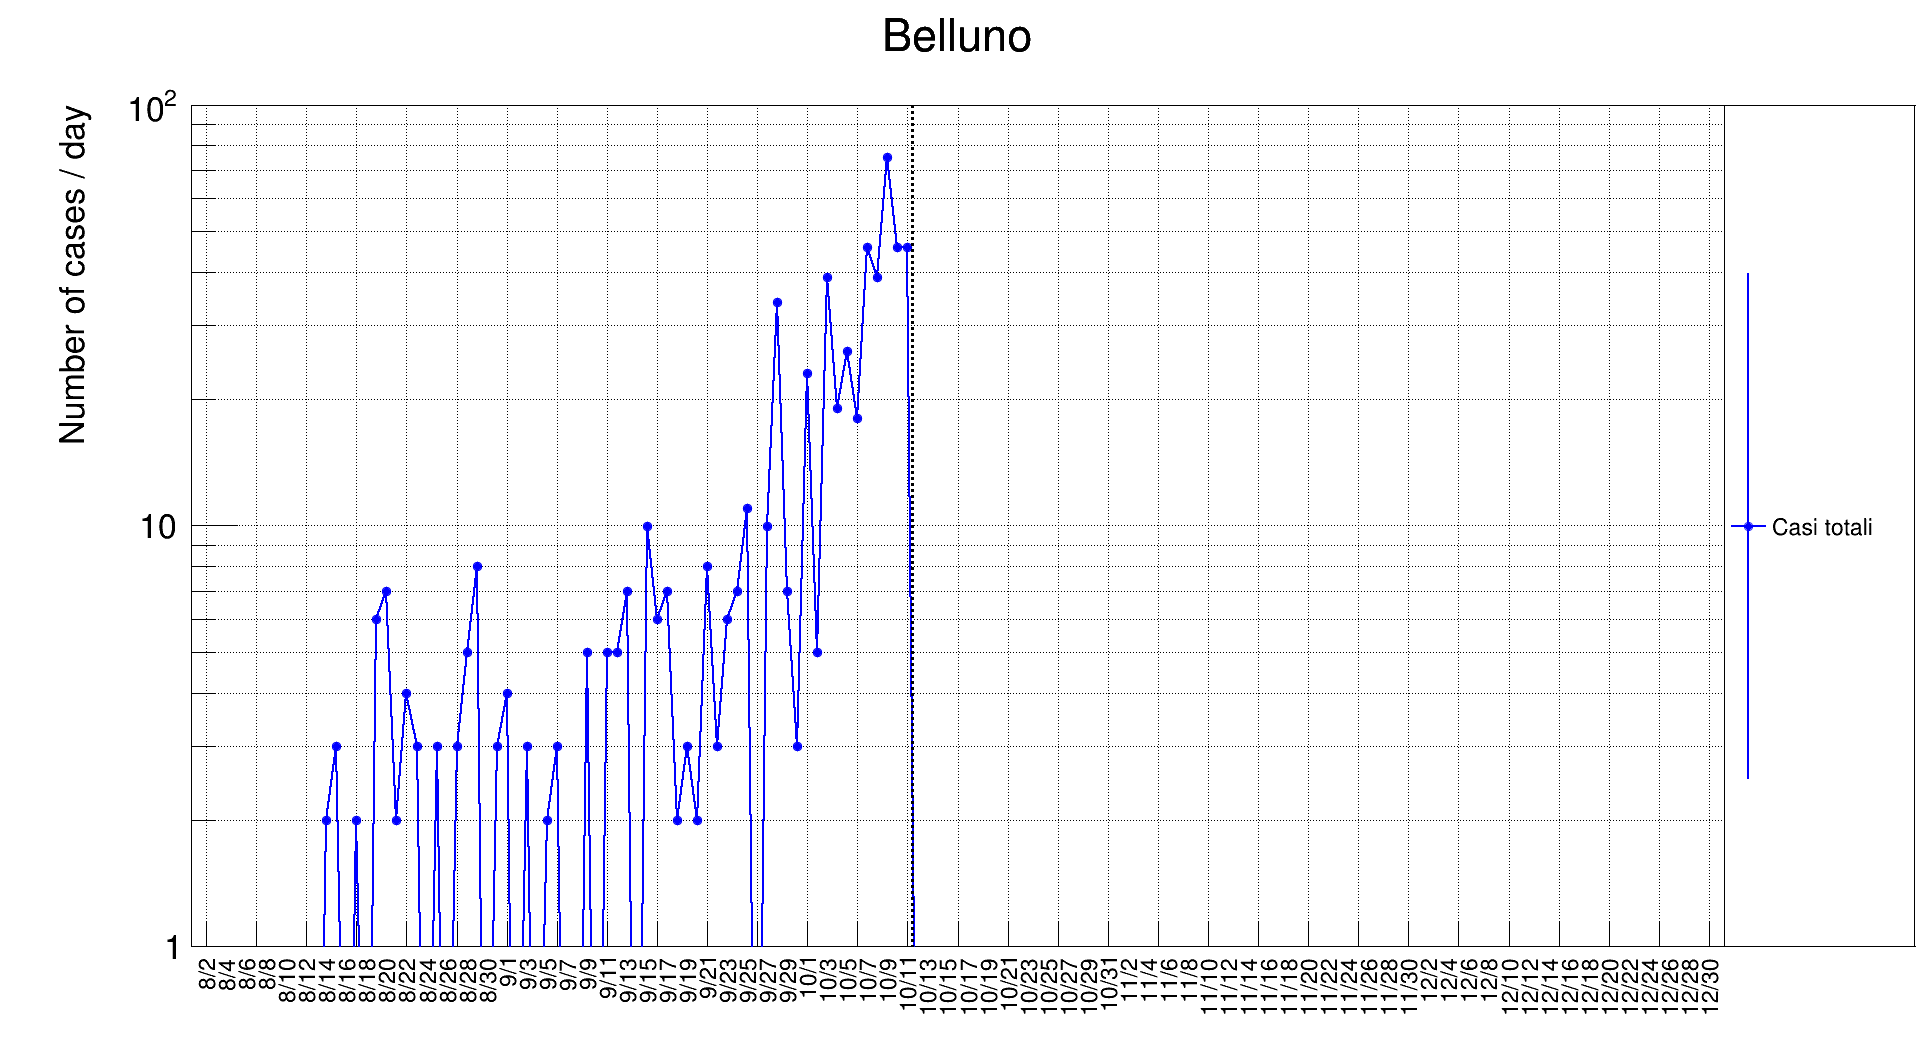 Belluno
Number of cases / day
10²
10
1
8/2 8/4 8/6 8/8 8/10 8/12 8/14 8/16 8/18 8/20 8/22 8/24 8/26 8/28 8/30 9/1 9/3 9/5 9/7 9/9 9/11 9/13 9/15 9/17 9/19 9/21 9/23 9/25 9/27 9/29 10/1 10/3 10/5 10/7 10/9 10/11 10/13 10/15 10/17 10/19 10/21 10/23 10/25 10/27 10/29 10/31 11/2 11/4 11/6 11/8 11/10 11/12 11/14 11/16 11/18 11/20 11/22 11/24 11/26 11/28 11/30 12/2 12/4 12/6 12/8 12/10 12/12 12/14 12/16 12/18 12/20 12/22 12/24 12/26 12/28 12/30
Casi totali